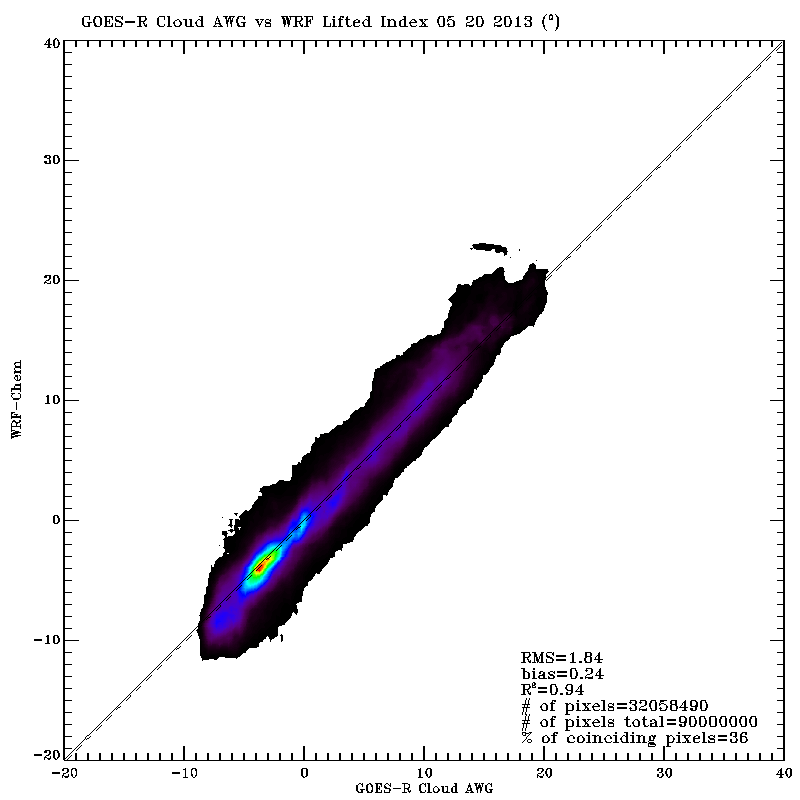 GOES-R Cloud AWG vs WRF Lifted Index 05 20 2013 (°)
40
30
20
10
0
-10
-20
WRF-Chem
RMS=1.84
bias=0.24
R²=0.94
# of pixels=32058490
# of pixels total=90000000
% of coinciding pixels=36
-20 -10 0 10 20 30 40
GOES-R Cloud AWG